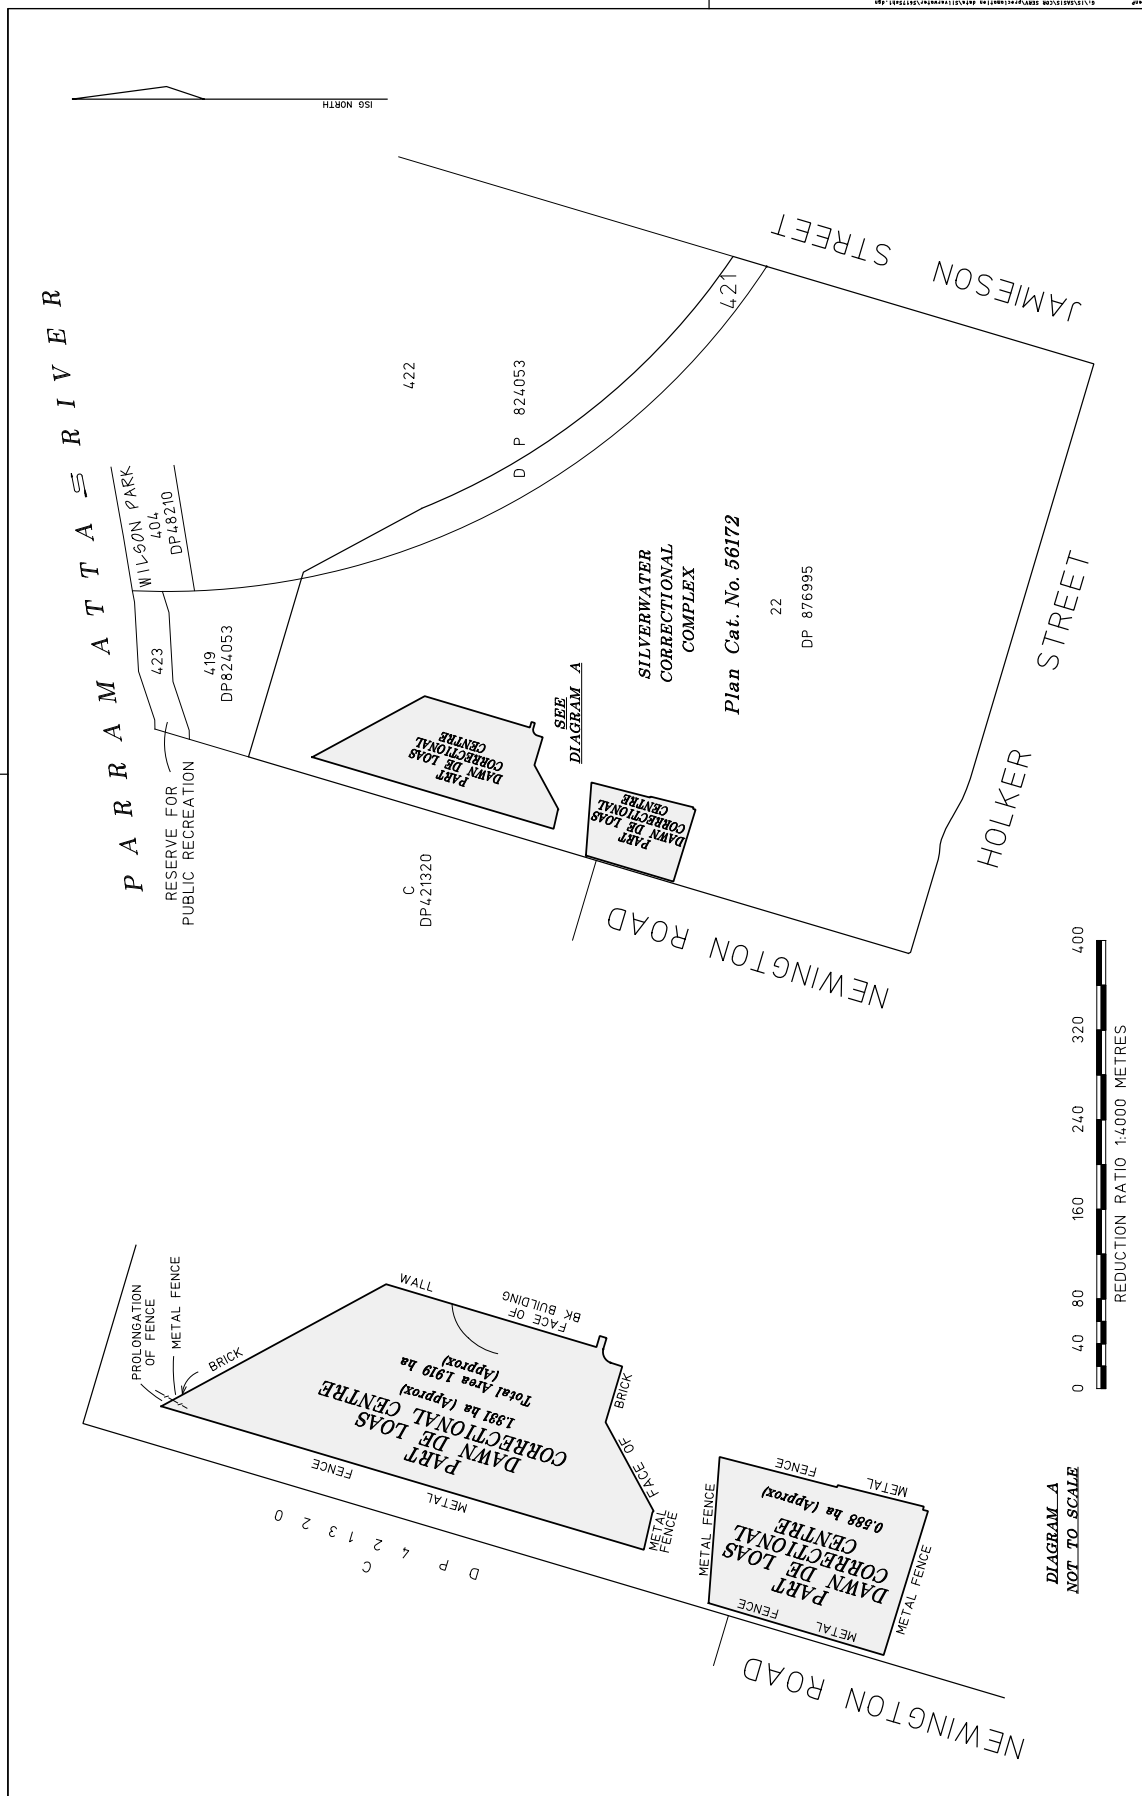 ISG NORTH
PARRAMATTA RIVER
WILSON PARK
404
DP48210
423
419
DP824053
RESERVE FOR
PUBLIC RECREATION
422
D P 824053
421
JAMIESON STREET
HOLKER STREET
NEWINGTON ROAD
C
DP421320
SILVERWATER
CORRECTIONAL
COMPLEX
Plan Cat. No. 56172
22
DP 876995
SEE
DIAGRAM A
PART
DAWN DE LOAS
CORRECTIONAL
CENTRE
PART
DAWN DE LOAS
CORRECTIONAL
CENTRE
PROLONGATION
OF FENCE
METAL FENCE
BRICK
WALL
FACE OF
BK BUILDING
PART
DAWN DE LOAS
CORRECTIONAL CENTRE
1.331 ha (Approx)
Total Area 1.919 ha
(Approx)
FACE OF BRICK
METAL
FENCE
METAL FENCE
C
D P 4 2 1 3 2 0
METAL FENCE
METAL FENCE
METAL FENCE
METAL FENCE
PART
DAWN DE LOAS
CORRECTIONAL
CENTRE
0.588 ha (Approx)
NEWINGTON ROAD
DIAGRAM A
NOT TO SCALE
0 40 80 160 240 320 400
REDUCTION RATIO 1:4000 METRES